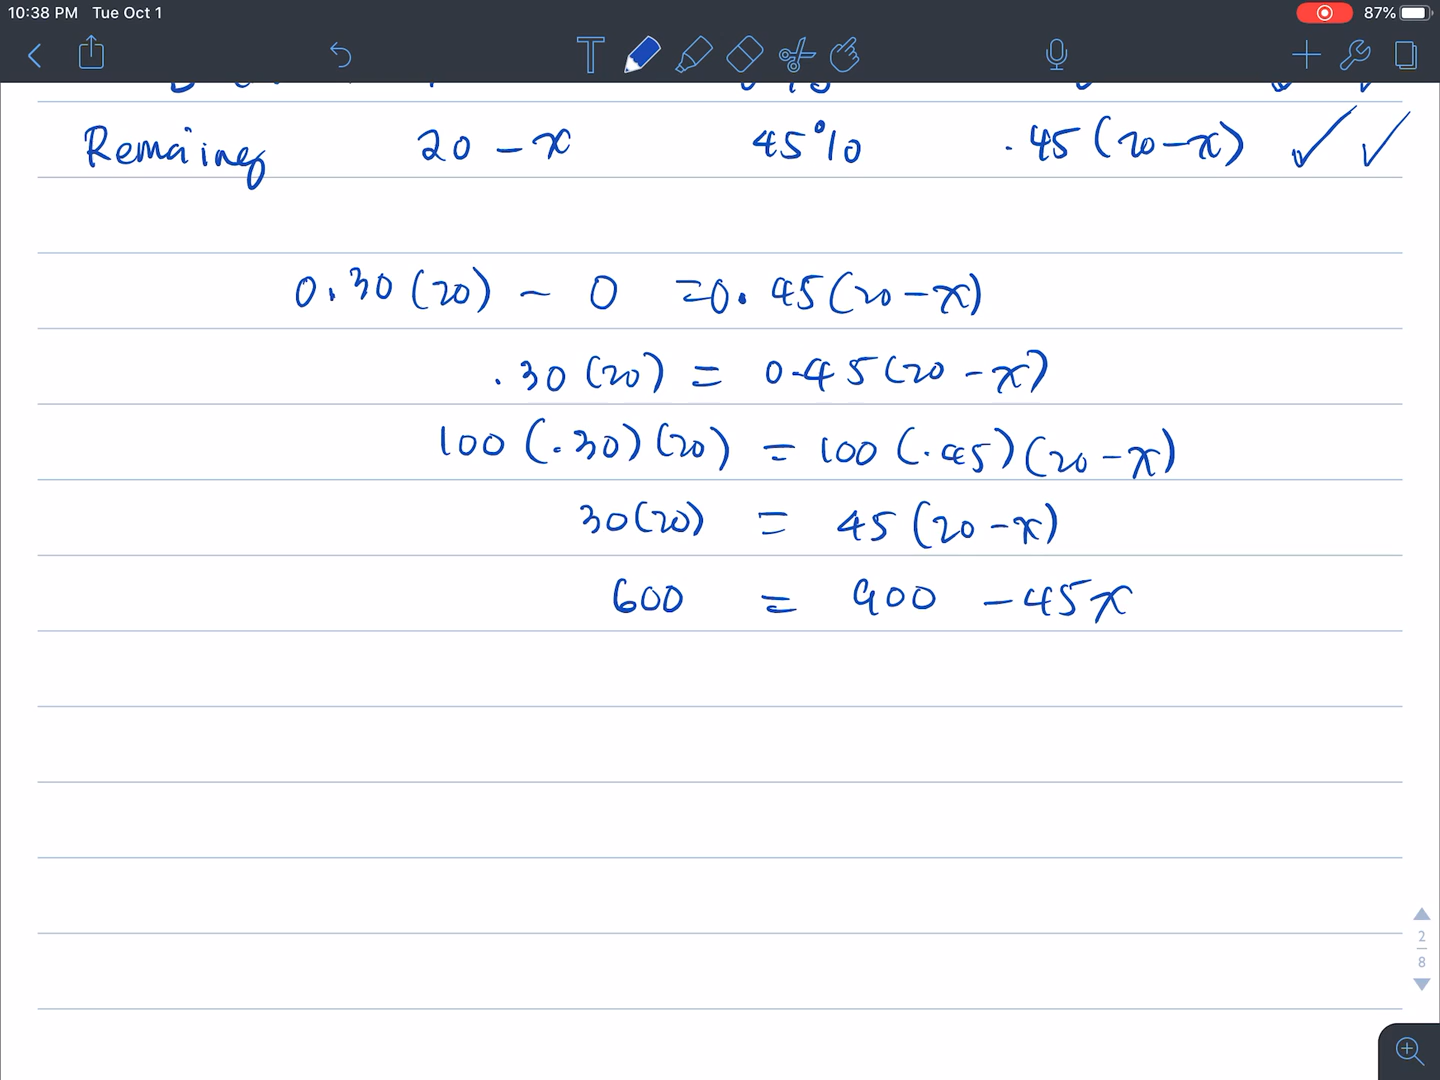 10:38 PM Tue Oct 1 87%
T
Remaining 20 - x 45% .45(20-x) ✓ ✓
0.30(20) - 0 = 0.45(20-x)
.30(20) = 0.45(20-x)
100(.30)(20) = 100(.45)(20-x)
30(20) = 45(20-x)
600 = 900 - 45x
2
8